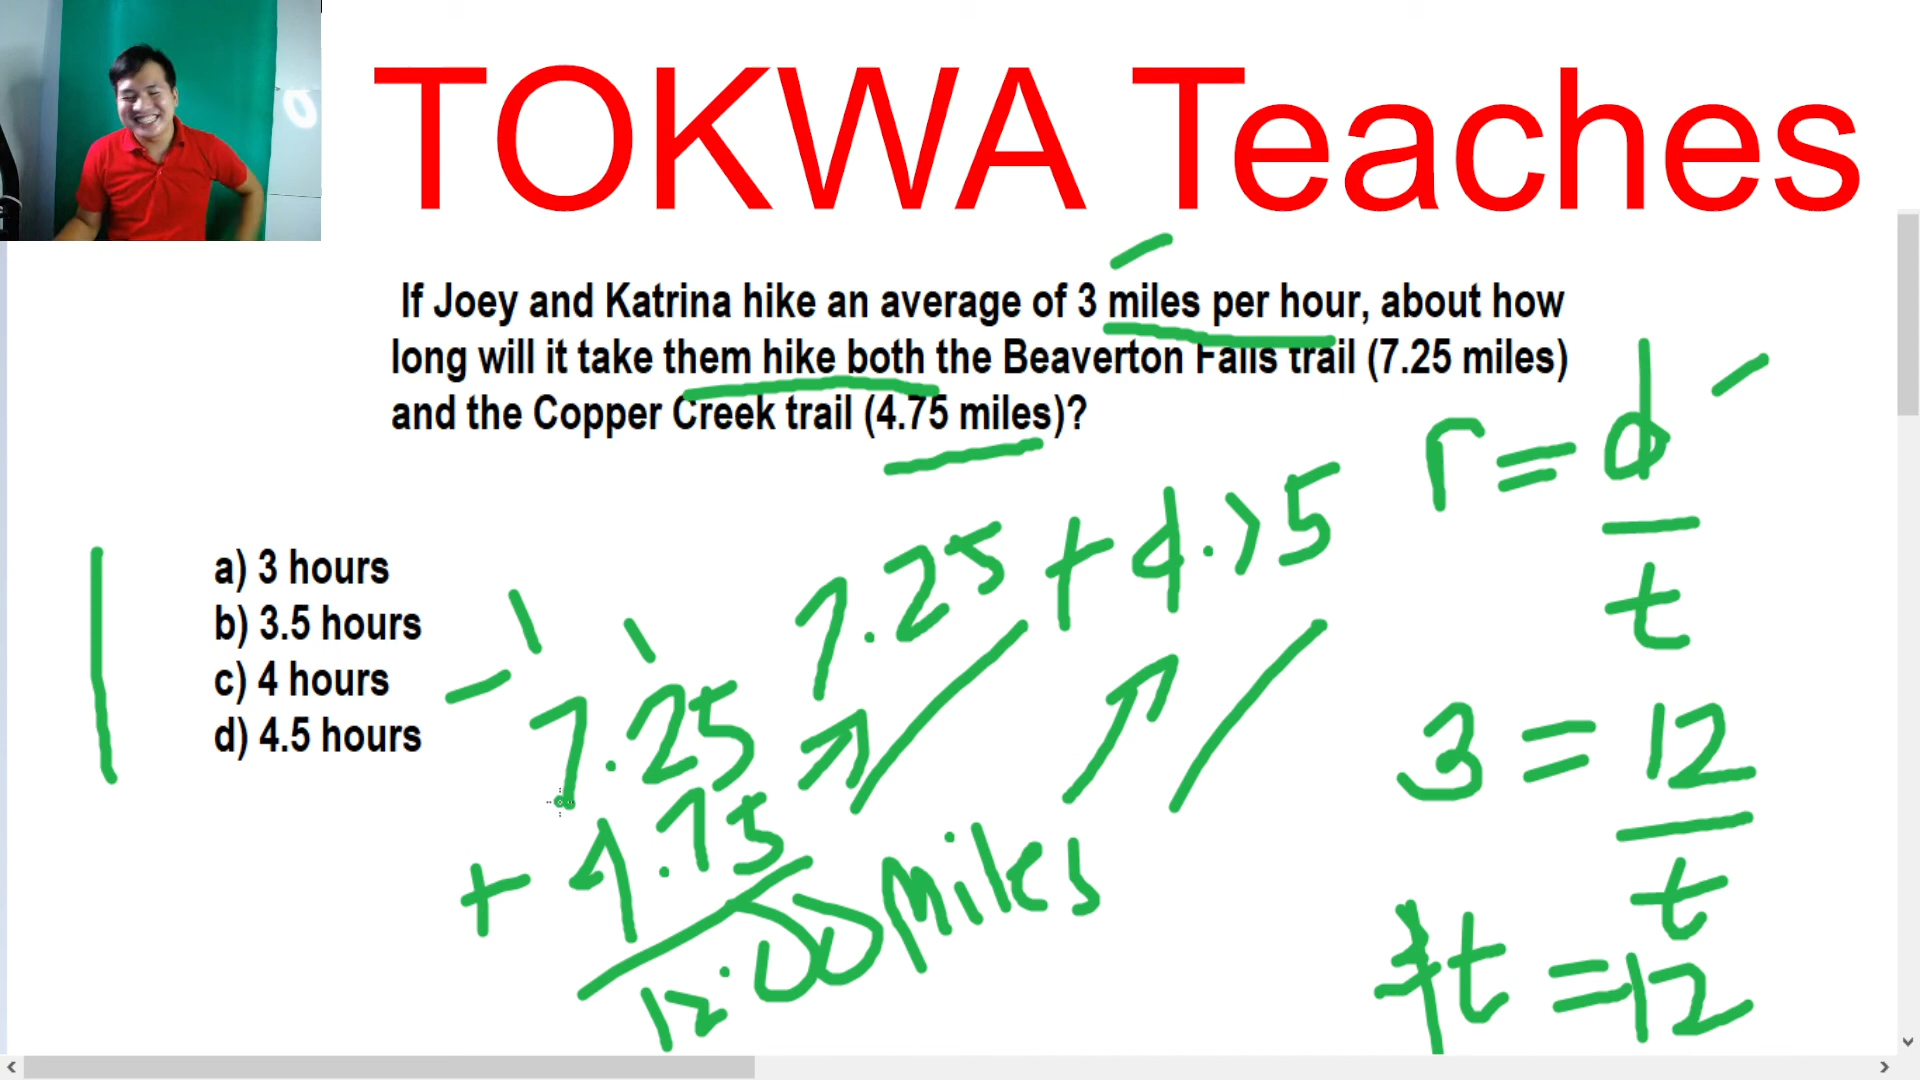 TOKWA Teaches
If Joey and Katrina hike an average of 3 miles per hour, about how
long will it take them hike both the Beaverton Falls trail (7.25 miles)
and the Copper Creek trail (4.75 miles)?
a) 3 hours
b) 3.5 hours
c) 4 hours
d) 4.5 hours
7.25 + 4.75
7.25
+ 4.75
12.00 miles
r = d
t
3 = 12
t
3t = 12